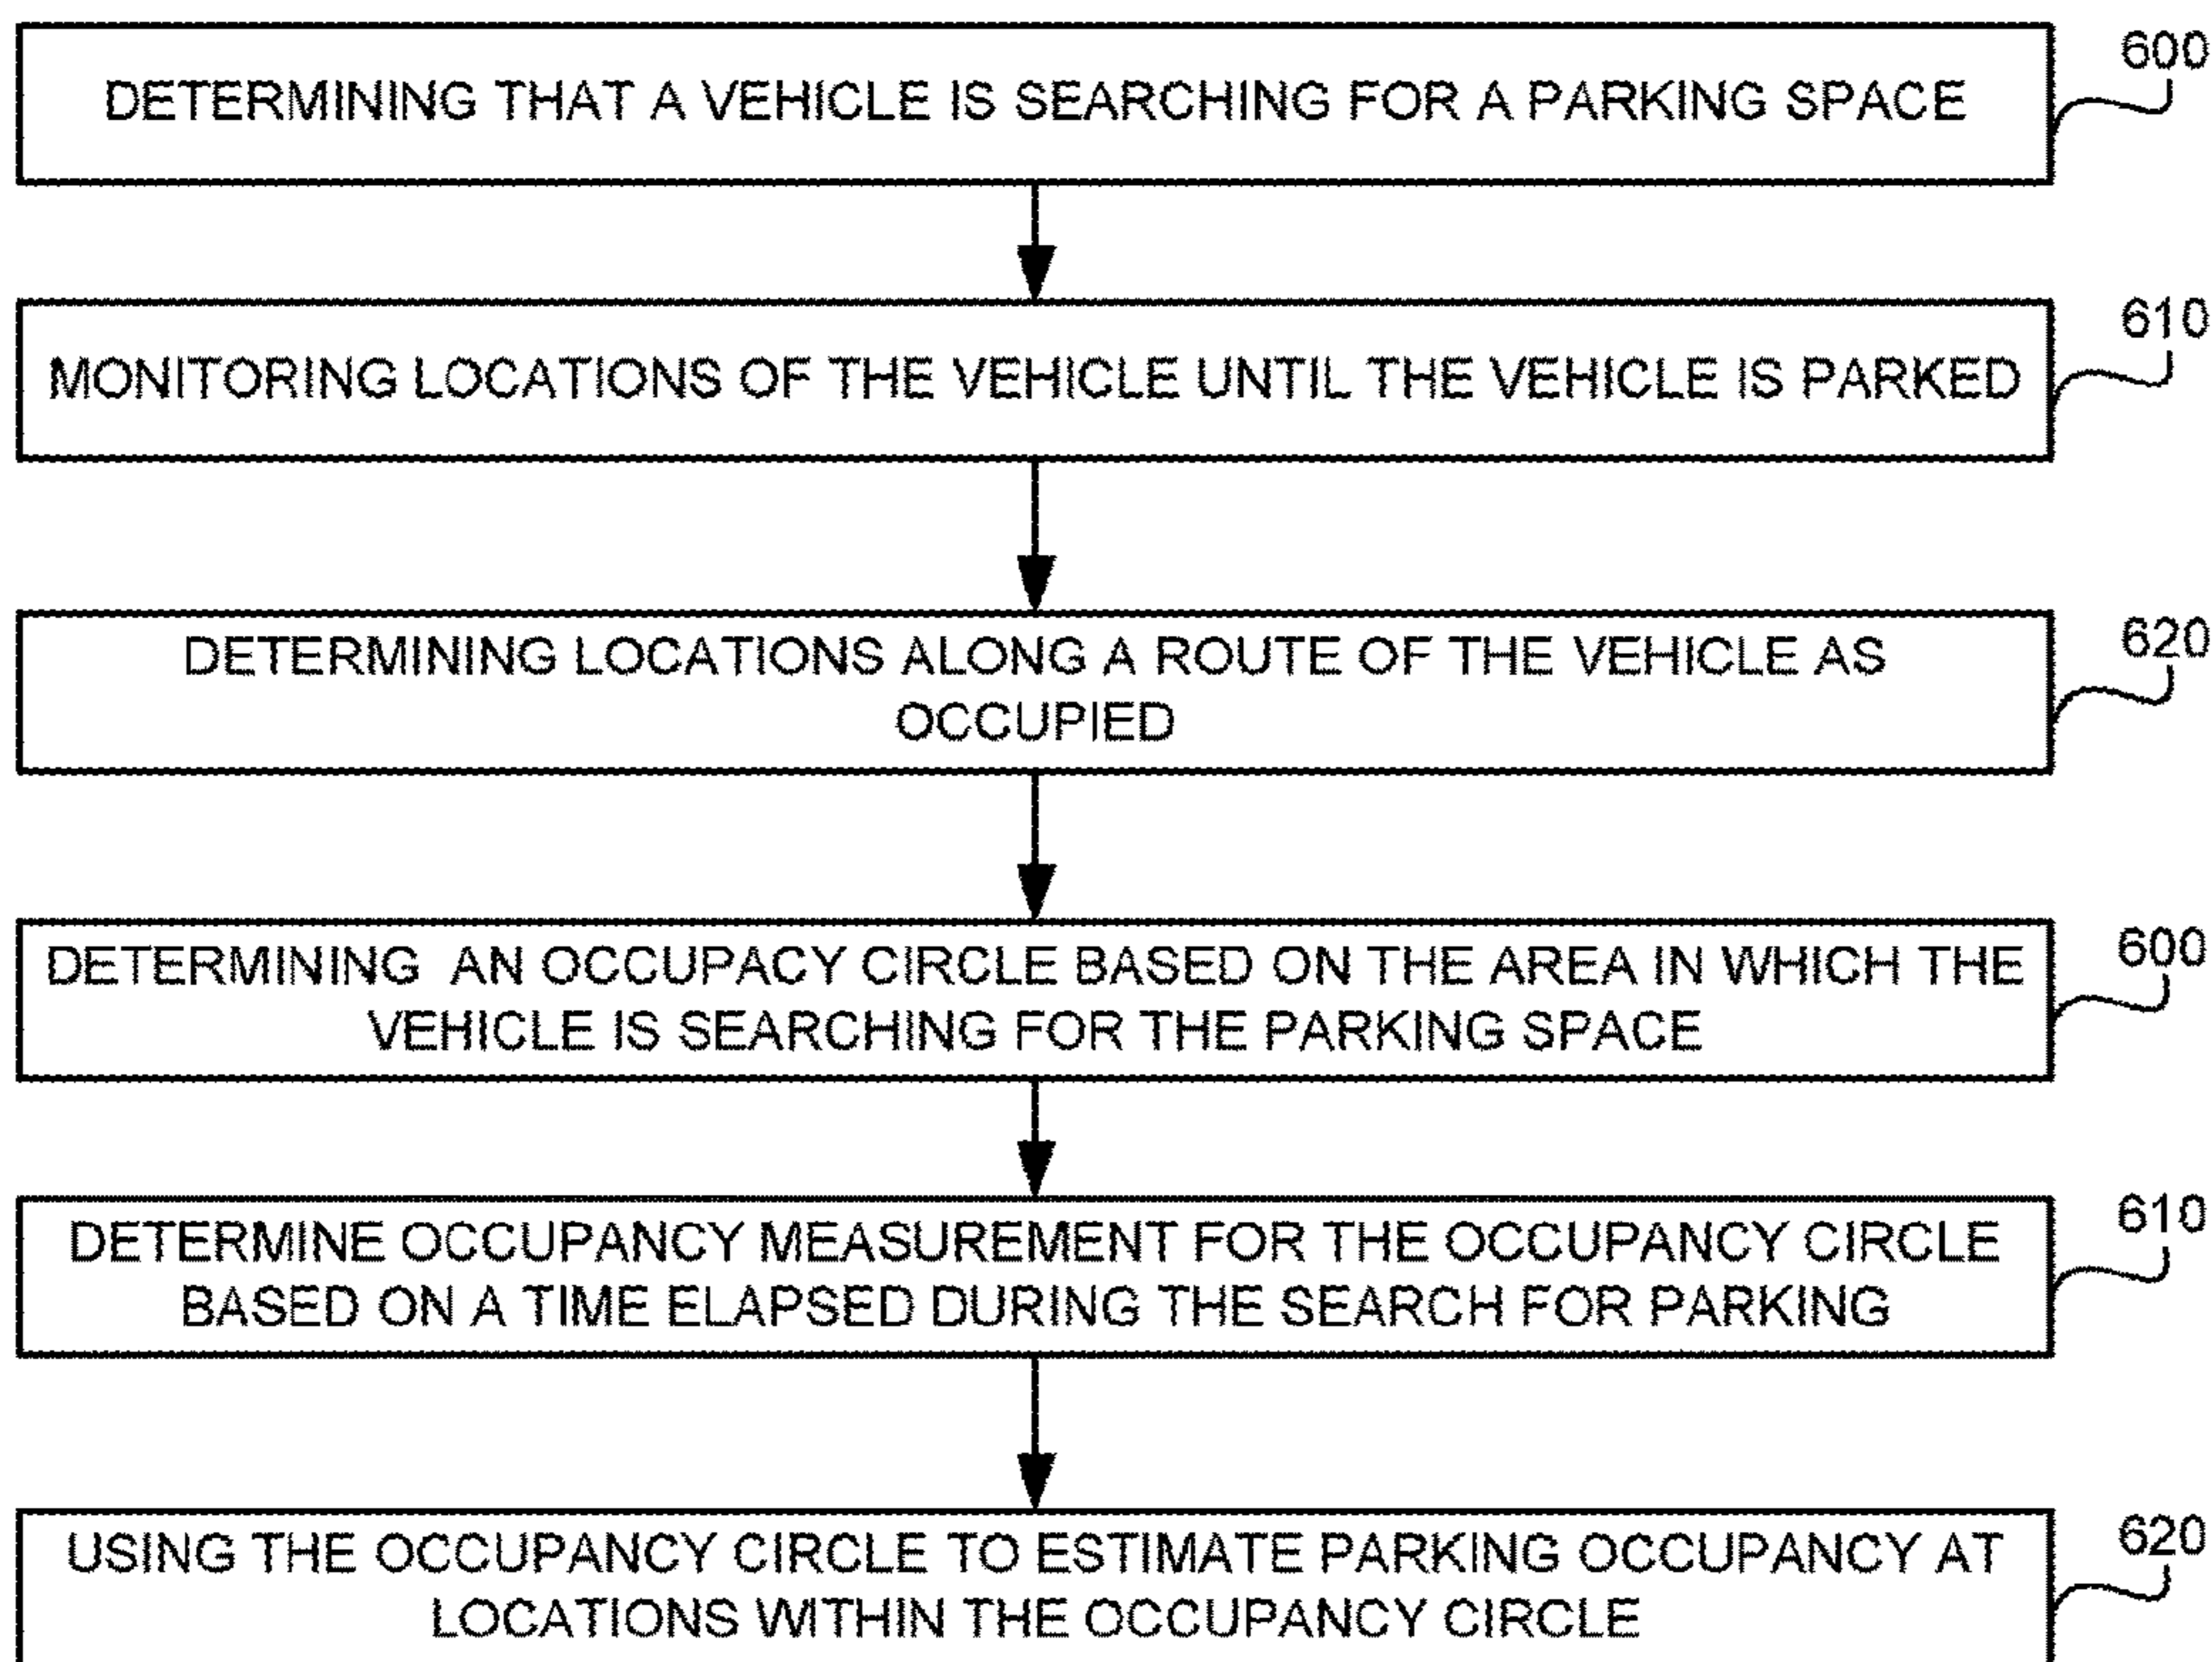 DETERMINING THAT A VEHICLE IS SEARCHING FOR A PARKING SPACE
600
MONITORING LOCATIONS OF THE VEHICLE UNTIL THE VEHICLE IS PARKED
610
DETERMINING LOCATIONS ALONG A ROUTE OF THE VEHICLE AS
OCCUPIED
620
DETERMINING AN OCCUPACY CIRCLE BASED ON THE AREA IN WHICH THE
VEHICLE IS SEARCHING FOR THE PARKING SPACE
600
DETERMINE OCCUPANCY MEASUREMENT FOR THE OCCUPANCY CIRCLE
BASED ON A TIME ELAPSED DURING THE SEARCH FOR PARKING
610
USING THE OCCUPANCY CIRCLE TO ESTIMATE PARKING OCCUPANCY AT
LOCATIONS WITHIN THE OCCUPANCY CIRCLE
620